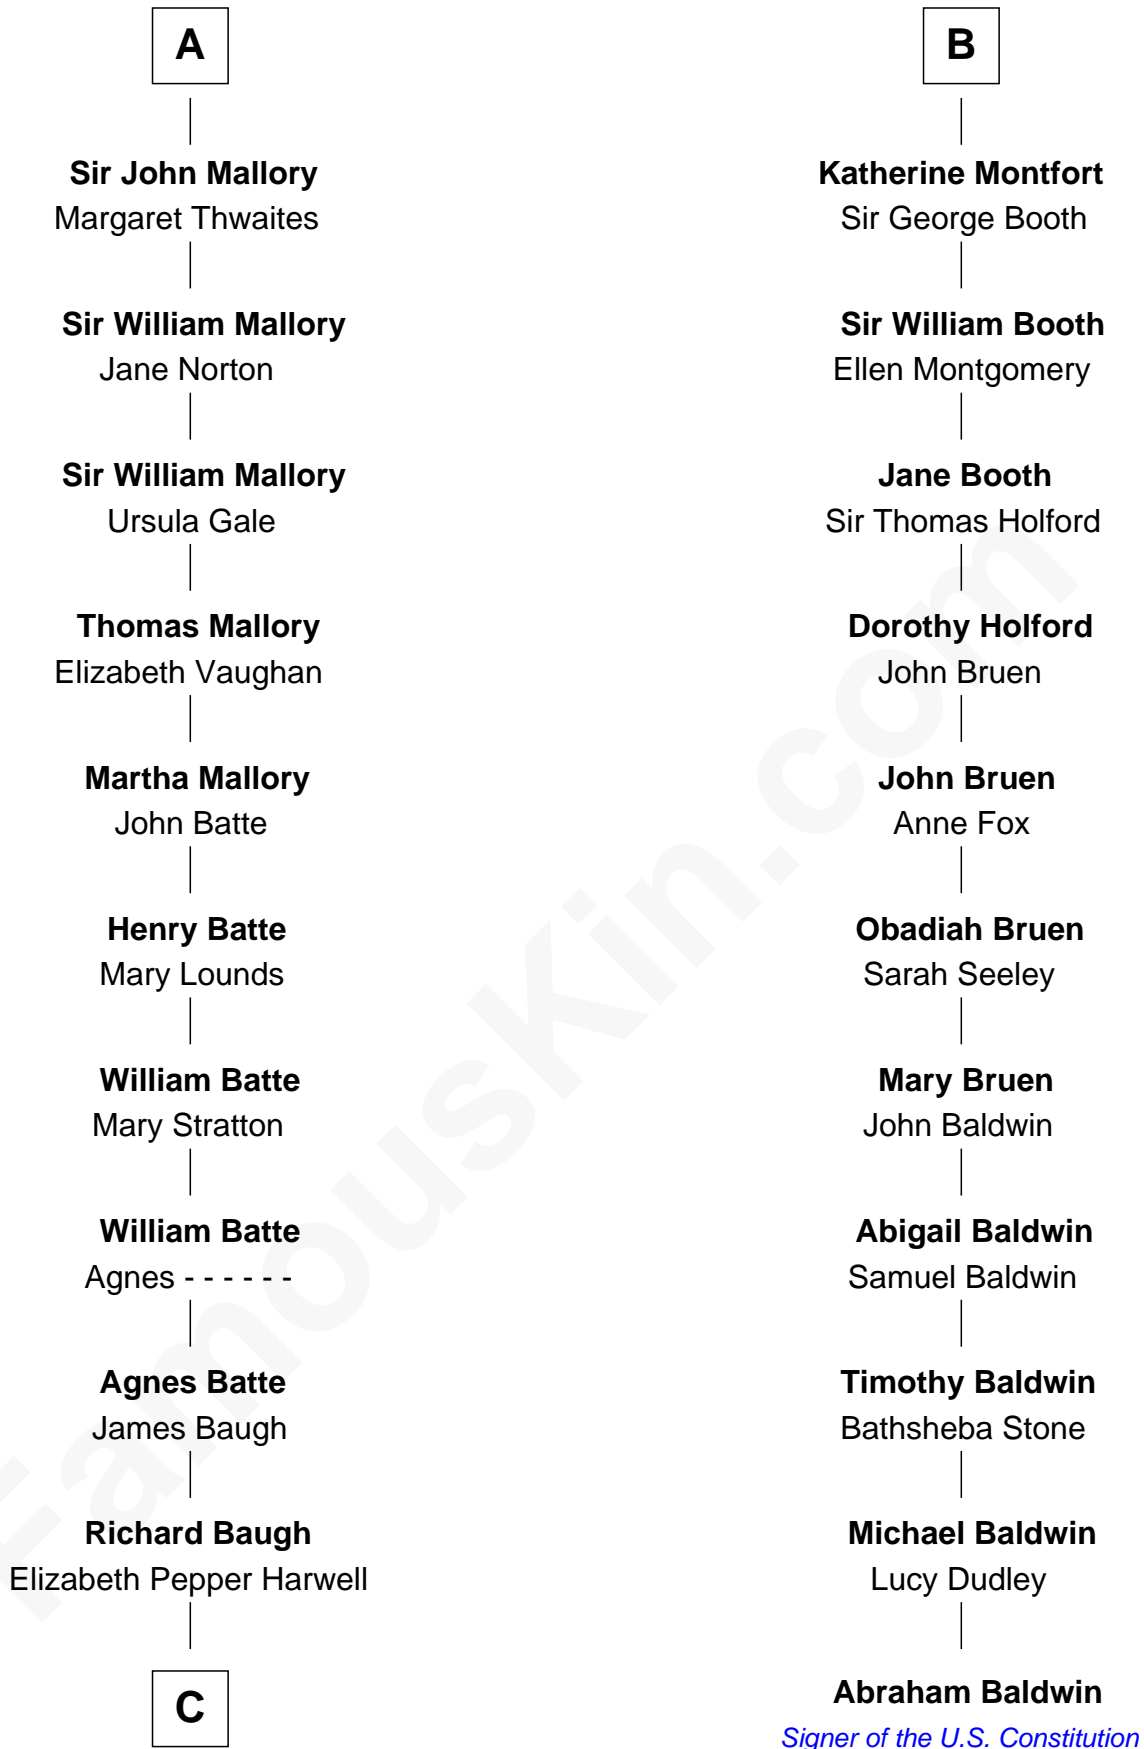 A
Sir John Mallory
Margaret Thwaites
Sir William Mallory
Jane Norton
Sir William Mallory
Ursula Gale
Thomas Mallory
Elizabeth Vaughan
Martha Mallory
John Batte
Henry Batte
Mary Lounds
William Batte
Mary Stratton
William Batte
Agnes - - - - - -
Agnes Batte
James Baugh
Richard Baugh
Elizabeth Pepper Harwell
C
B
Katherine Montfort
Sir George Booth
Sir William Booth
Ellen Montgomery
Jane Booth
Sir Thomas Holford
Dorothy Holford
John Bruen
John Bruen
Anne Fox
Obadiah Bruen
Sarah Seeley
Mary Bruen
John Baldwin
Abigail Baldwin
Samuel Baldwin
Timothy Baldwin
Bathsheba Stone
Michael Baldwin
Lucy Dudley
Abraham Baldwin
Signer of the U.S. Constitution
FamousKin.com